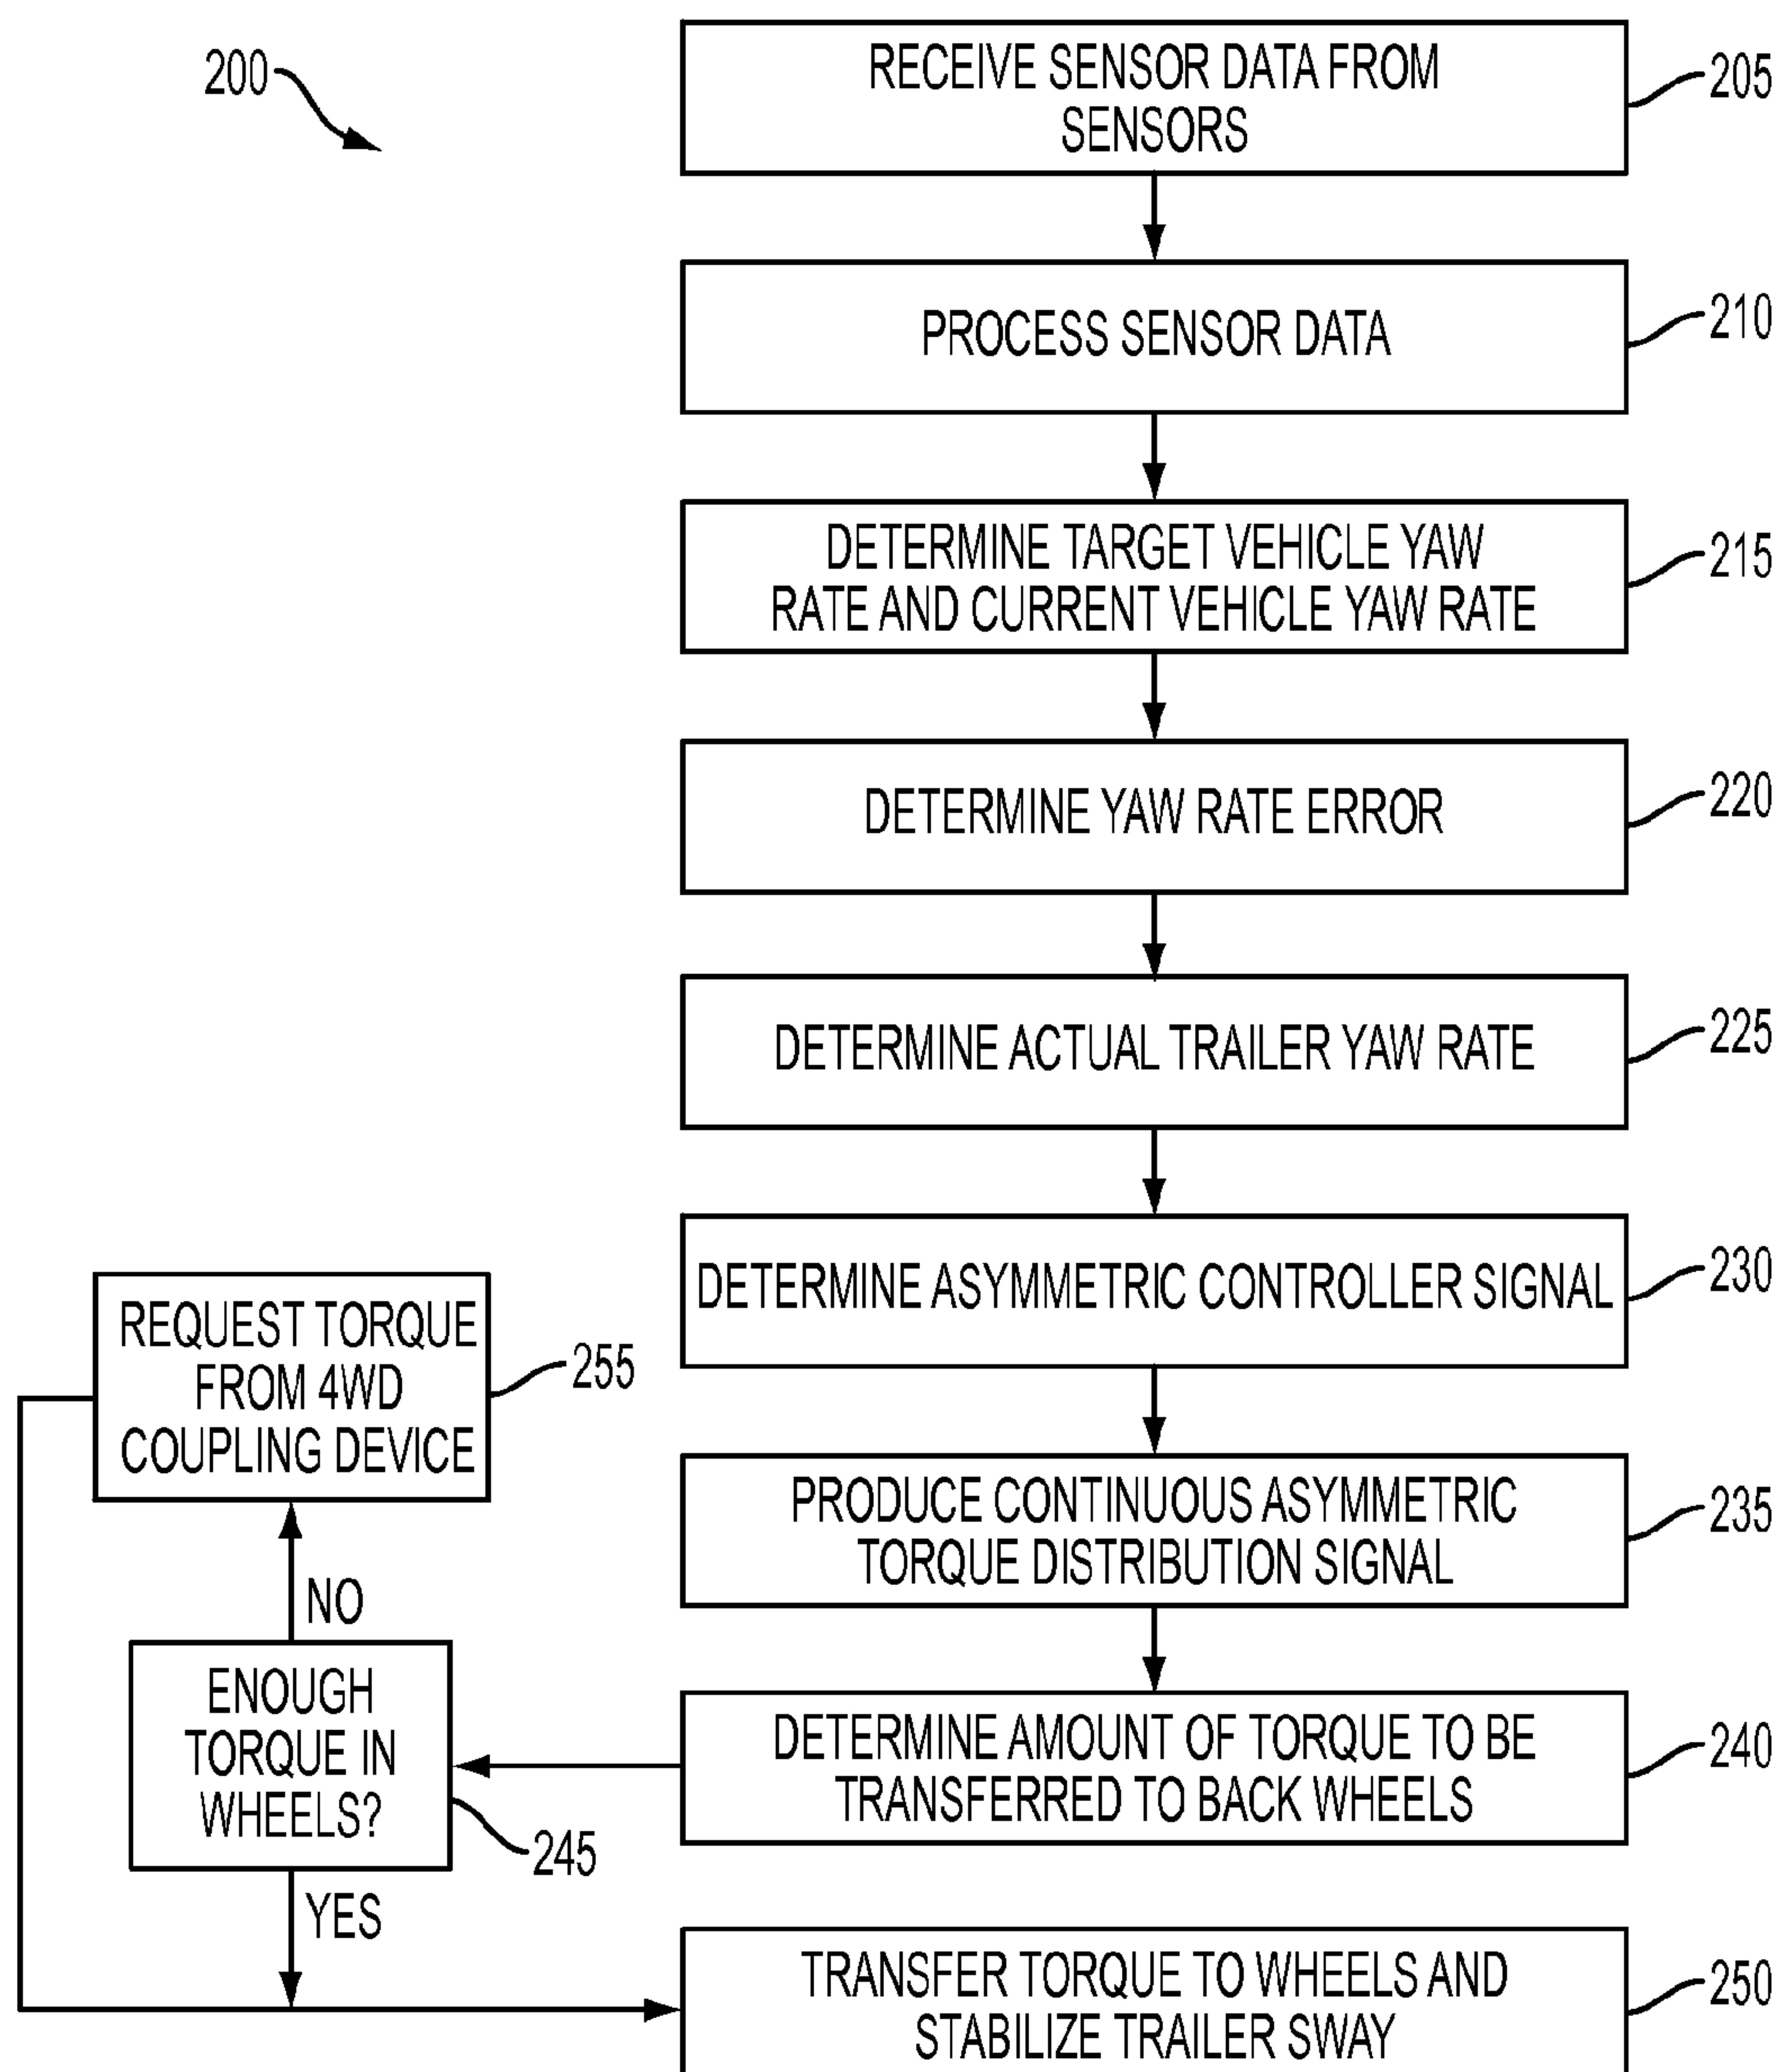 200
RECEIVE SENSOR DATA FROM
SENSORS
205
PROCESS SENSOR DATA
210
DETERMINE TARGET VEHICLE YAW
RATE AND CURRENT VEHICLE YAW RATE
215
DETERMINE YAW RATE ERROR
220
DETERMINE ACTUAL TRAILER YAW RATE
225
DETERMINE ASYMMETRIC CONTROLLER SIGNAL
230
PRODUCE CONTINUOUS ASYMMETRIC
TORQUE DISTRIBUTION SIGNAL
235
DETERMINE AMOUNT OF TORQUE TO BE
TRANSFERRED TO BACK WHEELS
240
ENOUGH
TORQUE IN
WHEELS?
245
NO
REQUEST TORQUE
FROM 4WD
COUPLING DEVICE
255
YES
TRANSFER TORQUE TO WHEELS AND
STABILIZE TRAILER SWAY
250